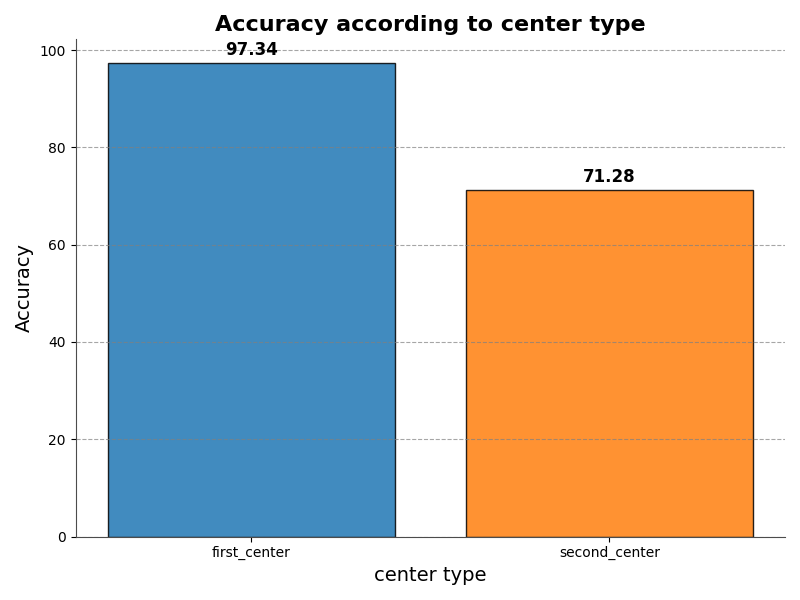 Accuracy according to center type
97.34
71.28
100
80
60
40
20
0
Accuracy
first_center
second_center
center type